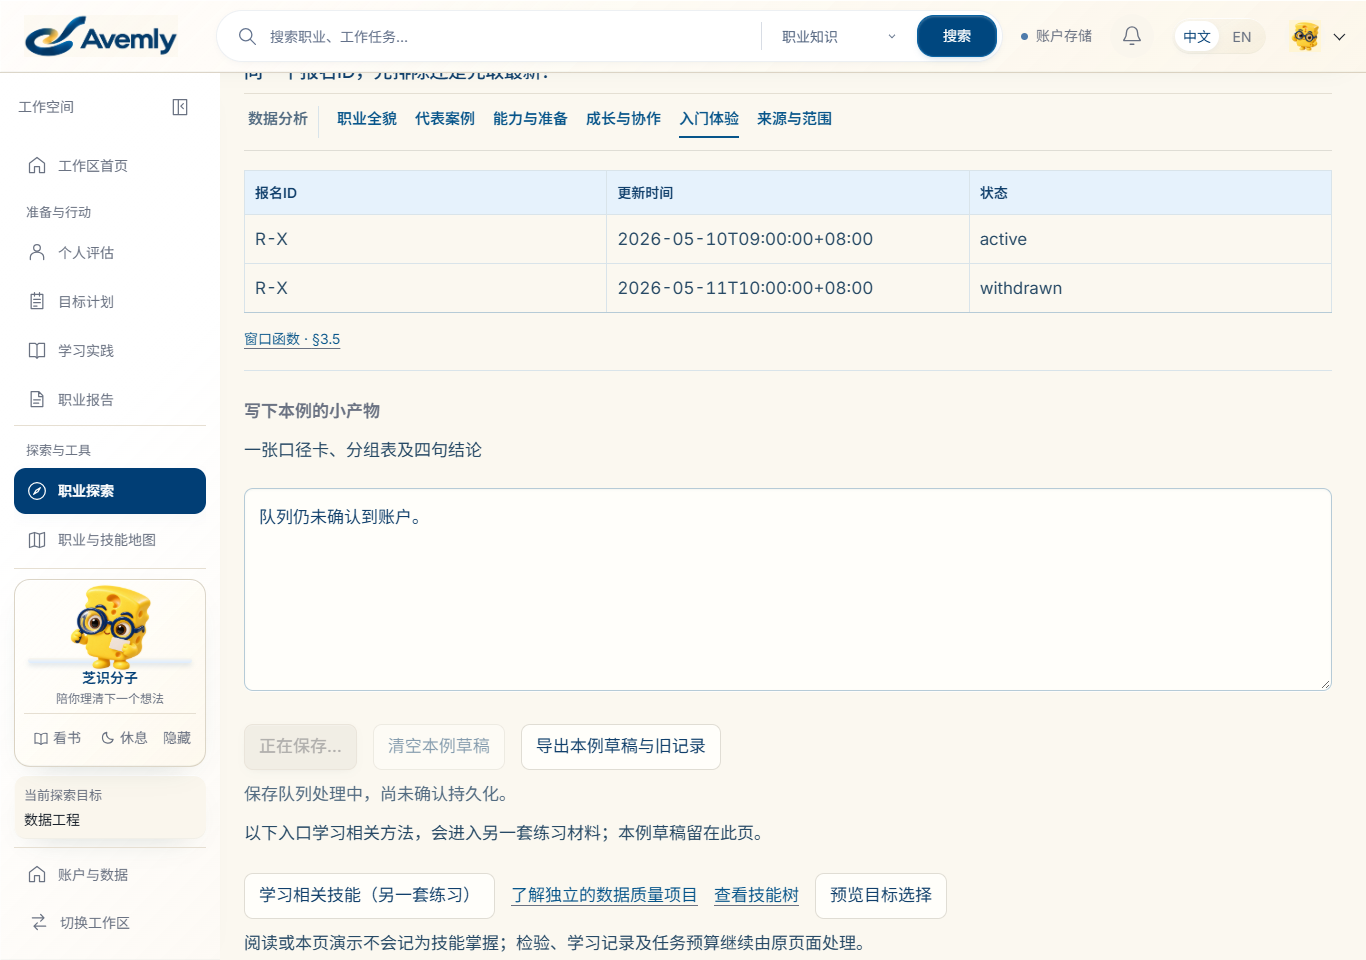 Avemly
搜索职业、工作任务...
职业知识
搜索
账户存储
中文
EN
工作空间
工作区首页
准备与行动
个人评估
目标计划
学习实践
职业报告
探索与工具
职业探索
职业与技能地图
芝识分子
陪你理清下一个想法
看书
休息
隐藏
当前探索目标
数据工程
账户与数据
切换工作区
同一个报名ID，先排除还是先取最新？
数据分析
职业全貌
代表案例
能力与准备
成长与协作
入门体验
来源与范围
报名ID 更新时间 状态
R-X 2026-05-10T09:00:00+08:00 active
R-X 2026-05-11T10:00:00+08:00 withdrawn
窗口函数 · §3.5
写下本例的小产物
一张口径卡、分组表及四句结论
队列仍未确认到账户。
正在保存...
清空本例草稿
导出本例草稿与旧记录
保存队列处理中，尚未确认持久化。
以下入口学习相关方法，会进入另一套练习材料；本例草稿留在此页。
学习相关技能（另一套练习）
了解独立的数据质量项目
查看技能树
预览目标选择
阅读或本页演示不会记为技能掌握；检验、学习记录及任务预算继续由原页面处理。